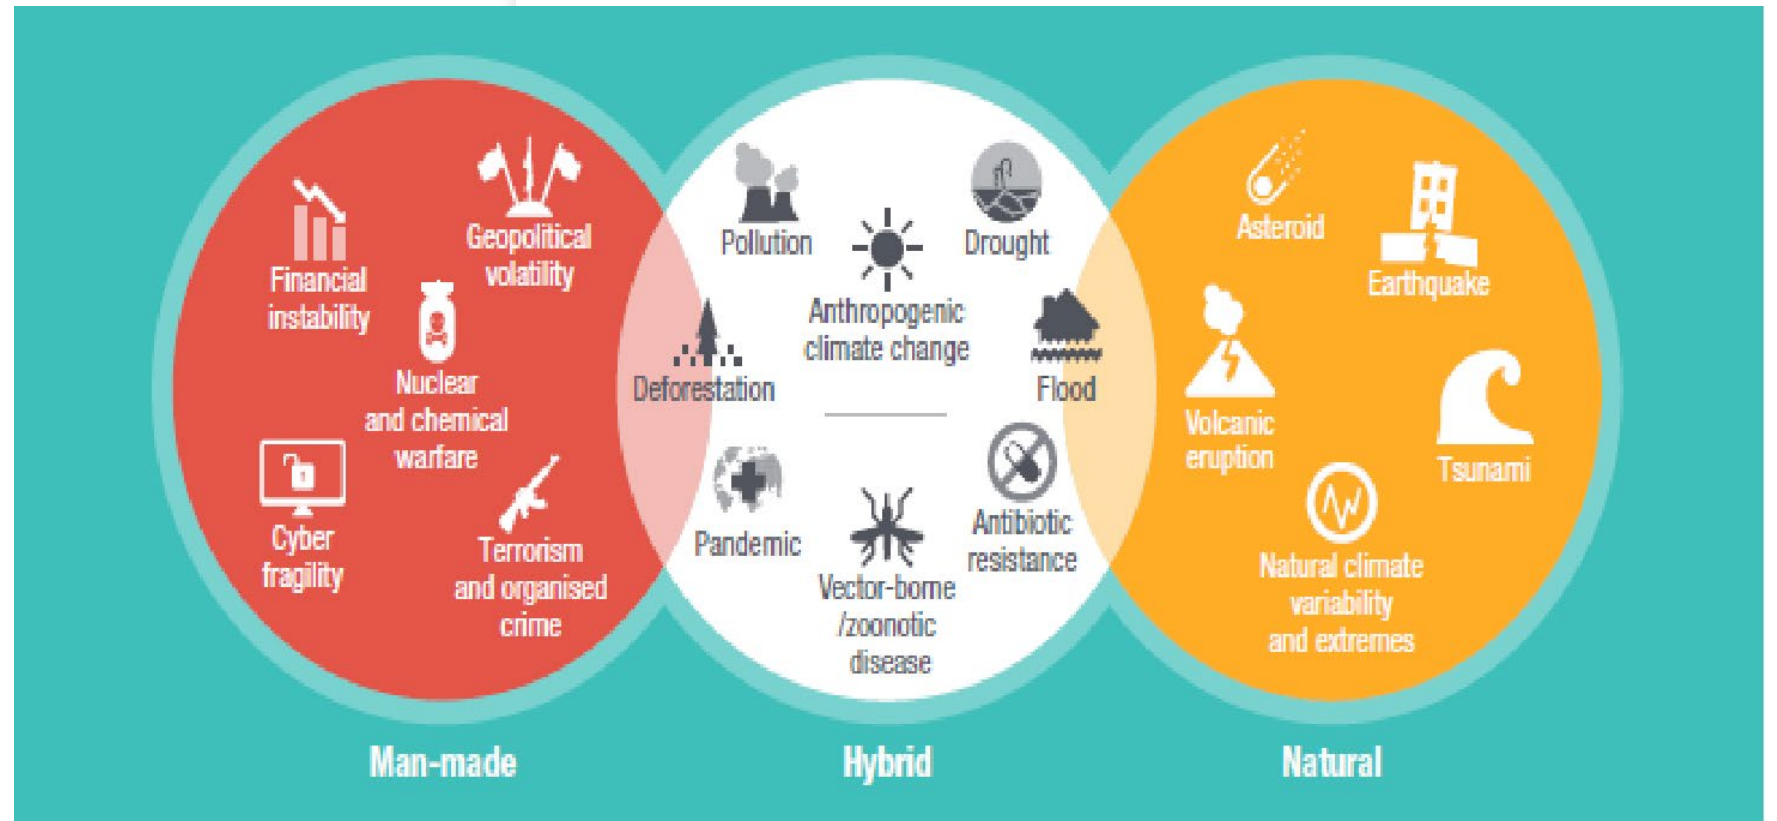 Financial
instability
Geopolitical
volatility
Nuclear
and chemical
warfare
Cyber
fragility
Terrorism
and organised
crime
Man-made
Pollution
Drought
Anthropogenic
climate change
Deforestation
Flood
Pandemic
Antibiotic
resistance
Vector-borne
/zoonotic
disease
Hybrid
Asteroid
Earthquake
Volcanic
eruption
Tsunami
Natural climate
variability
and extremes
Natural